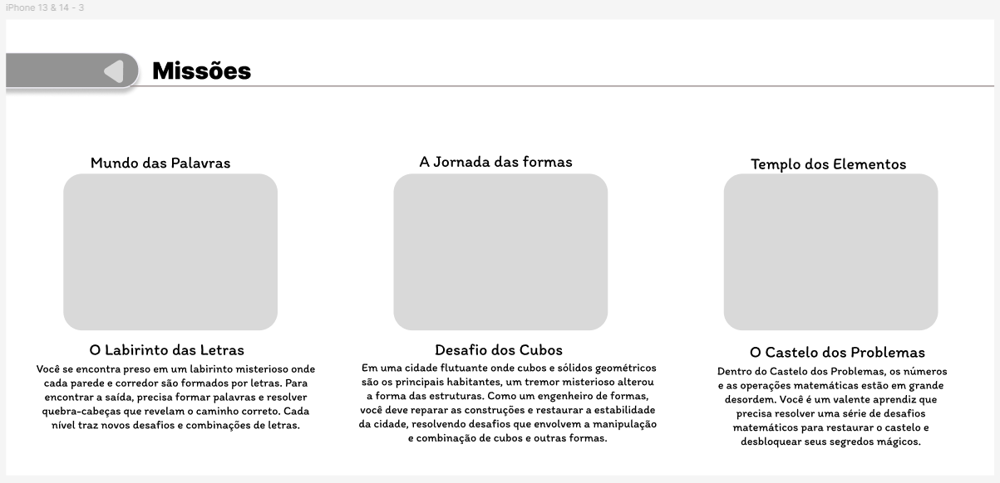 iPhone 13 & 14 - 3
Missões
Mundo das Palavras
A Jornada das formas
Templo dos Elementos
O Labirinto das Letras
Você se encontra preso em um labirinto misterioso onde
cada parede e corredor são formados por letras. Para
encontrar a saída, precisa formar palavras e resolver
quebra-cabeças que revelam o caminho correto. Cada
nível traz novos desafios e combinações de letras.
Desafio dos Cubos
Em uma cidade flutuante onde cubos e sólidos geométricos
são os principais habitantes, um tremor misterioso alterou
a forma das estruturas. Como um engenheiro de formas,
você deve reparar as construções e restaurar a estabilidade
da cidade, resolvendo desafios que envolvem a manipulação
e combinação de cubos e outras formas.
O Castelo dos Problemas
Dentro do Castelo dos Problemas, os números
e as operações matemáticas estão em grande
desordem. Você é um valente aprendiz que
precisa resolver uma série de desafios
matemáticos para restaurar o castelo e
desbloquear seus segredos mágicos.